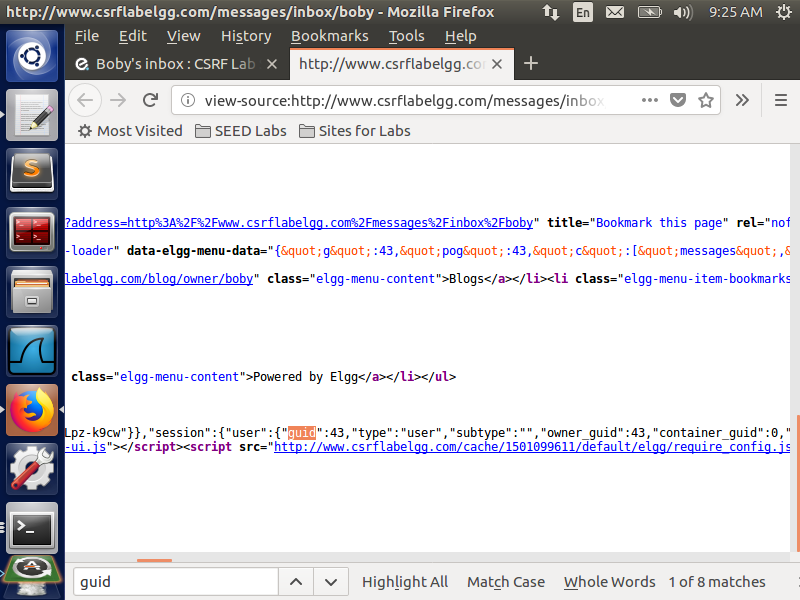 http://www.csrflabelgg.com/messages/inbox/boby - Mozilla Firefox
En
9:25 AM
File Edit View History Bookmarks Tools Help
Boby's inbox : CSRF Lab
http://www.csrflabelgg.co
view-source:http://www.csrflabelgg.com/messages/inbox
Most Visited
SEED Labs
Sites for Labs
?address=http%3A%2F%2Fwww.csrflabelgg.com%2Fmessages%2Finbox%2Fboby" title="Bookmark this page" rel="nof
-loader" data-elgg-menu-data="{&quot;g&quot;:43,&quot;pog&quot;:43,&quot;c&quot;:[&quot;messages&quot;,&
labelgg.com/blog/owner/boby" class="elgg-menu-content">Blogs</a></li><li class="elgg-menu-item-bookmarks
class="elgg-menu-content">Powered by Elgg</a></li></ul>
Lpz-k9cw"}},"session":{"user":{"guid":43,"type":"user","subtype":"","owner_guid":43,"container_guid":0,"
-ui.js"></script><script src="http://www.csrflabelgg.com/cache/1501099611/default/elgg/require_config.js
guid
Highlight All
Match Case
Whole Words
1 of 8 matches